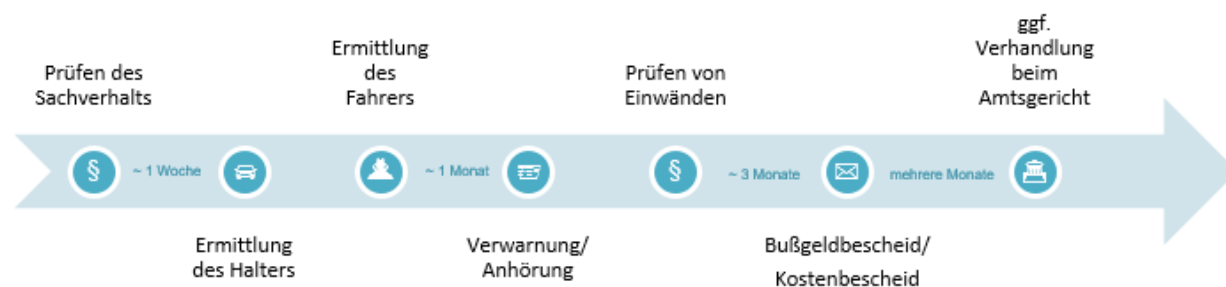 Prüfen des
Sachverhalts
§
~ 1 Woche
Ermittlung
des Halters
Ermittlung
des
Fahrers
~ 1 Monat
Verwarnung/
Anhörung
Prüfen von
Einwänden
§
~ 3 Monate
Bußgeldbescheid/
Kostenbescheid
mehrere Monate
ggf.
Verhandlung
beim
Amtsgericht